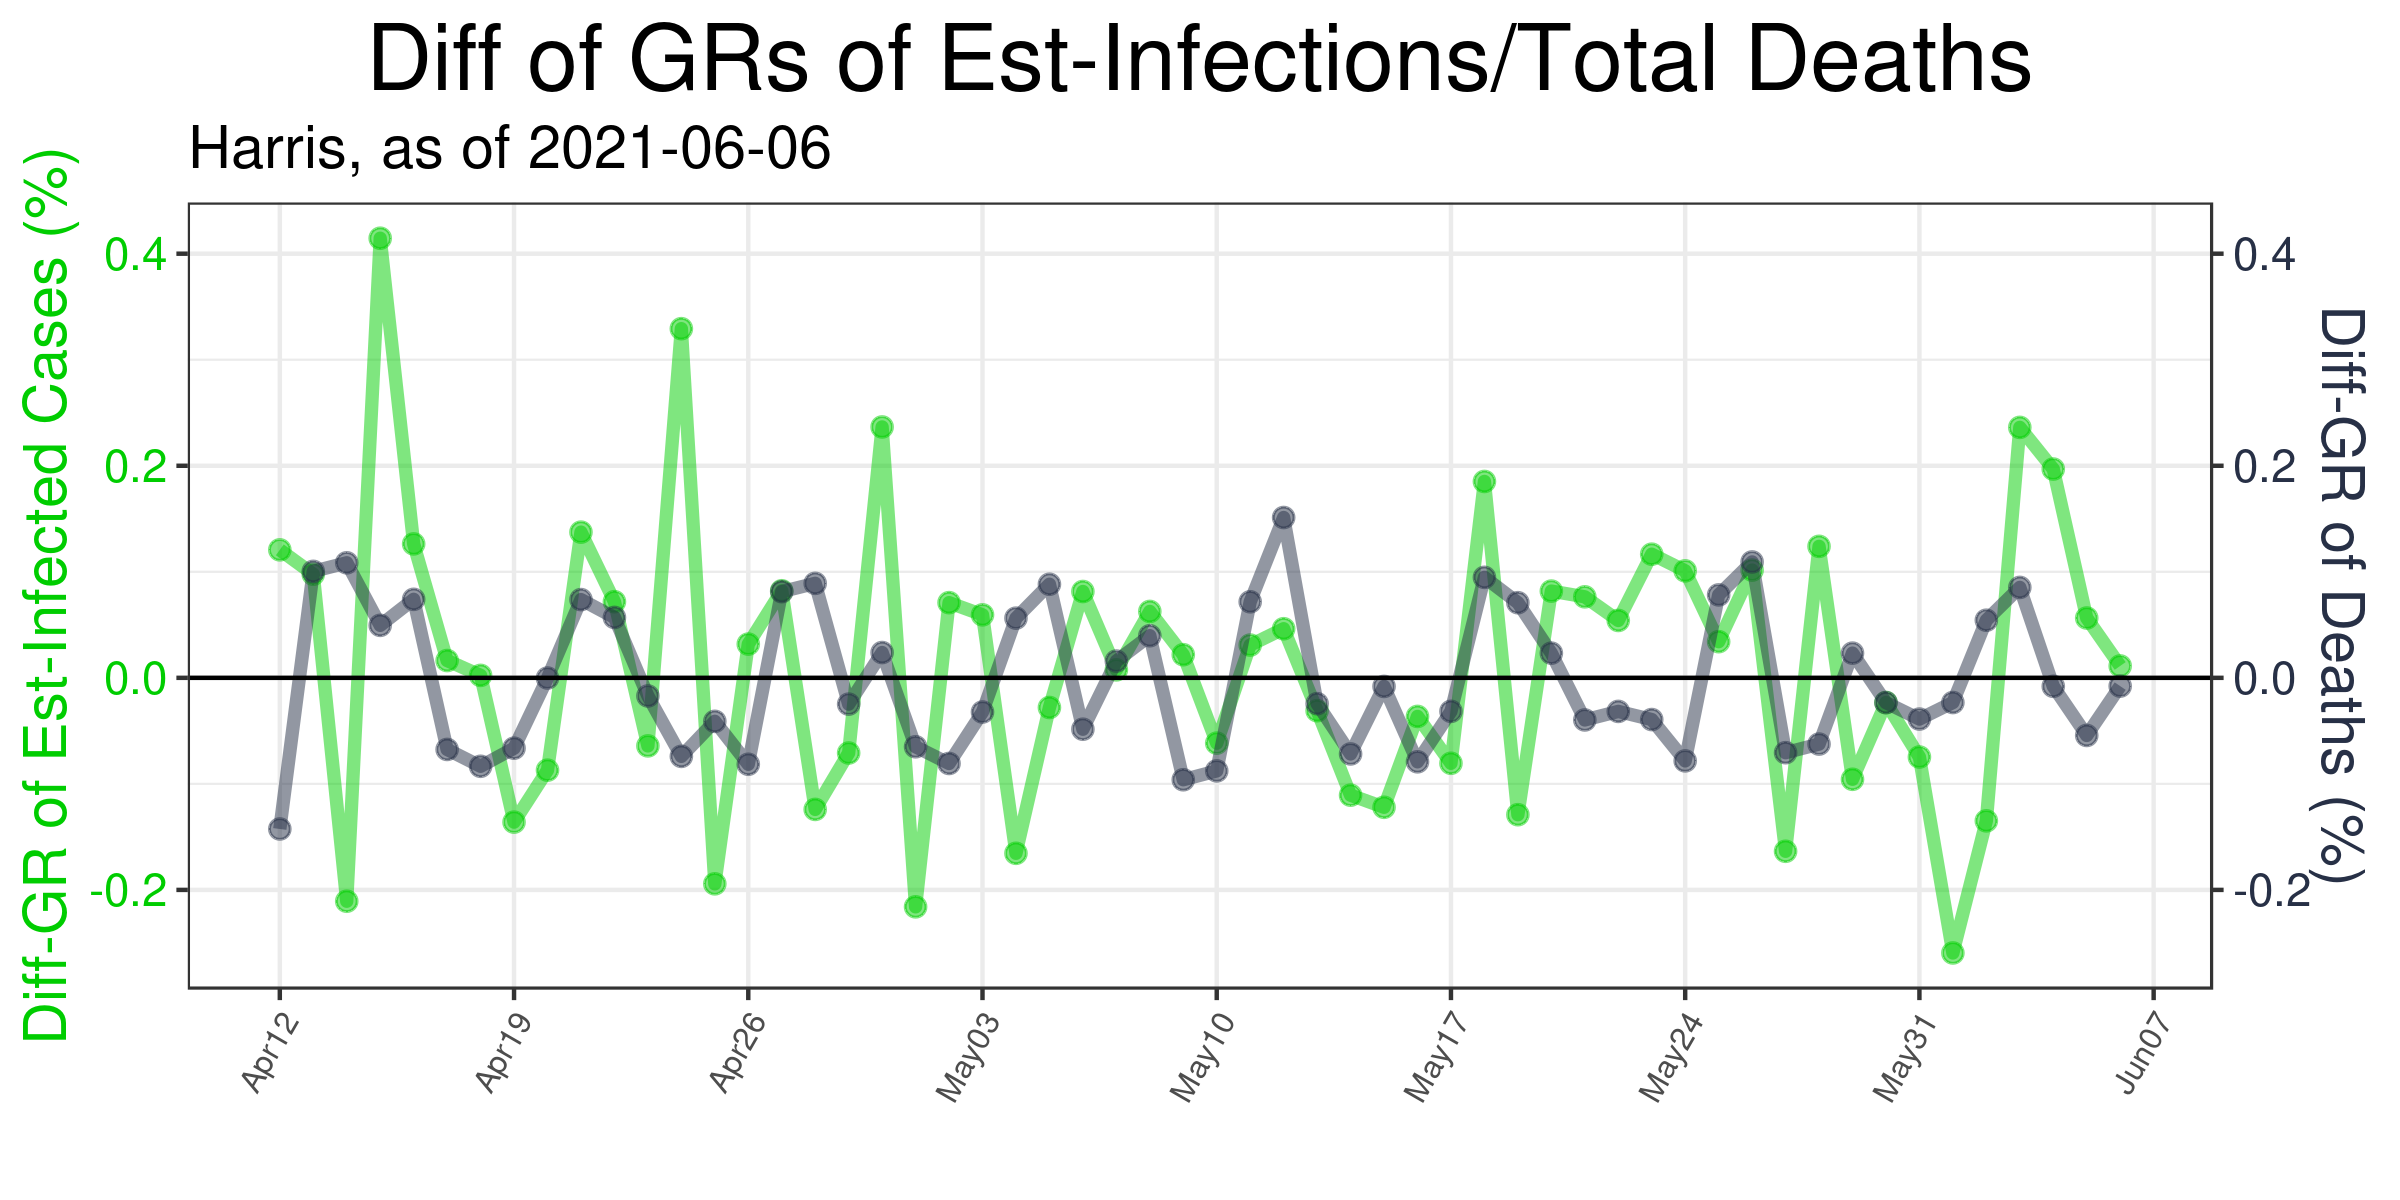 Diff of GRs of Est-Infections/Total Deaths
Harris, as of 2021-06-06
Diff-GR of Est-Infected Cases (%)
0.4
0.2
0.0
-0.2
0.4
0.2
0.0
-0.2
Diff-GR of Deaths (%)
Apr12
Apr19
Apr26
May03
May10
May17
May24
May31
Jun07